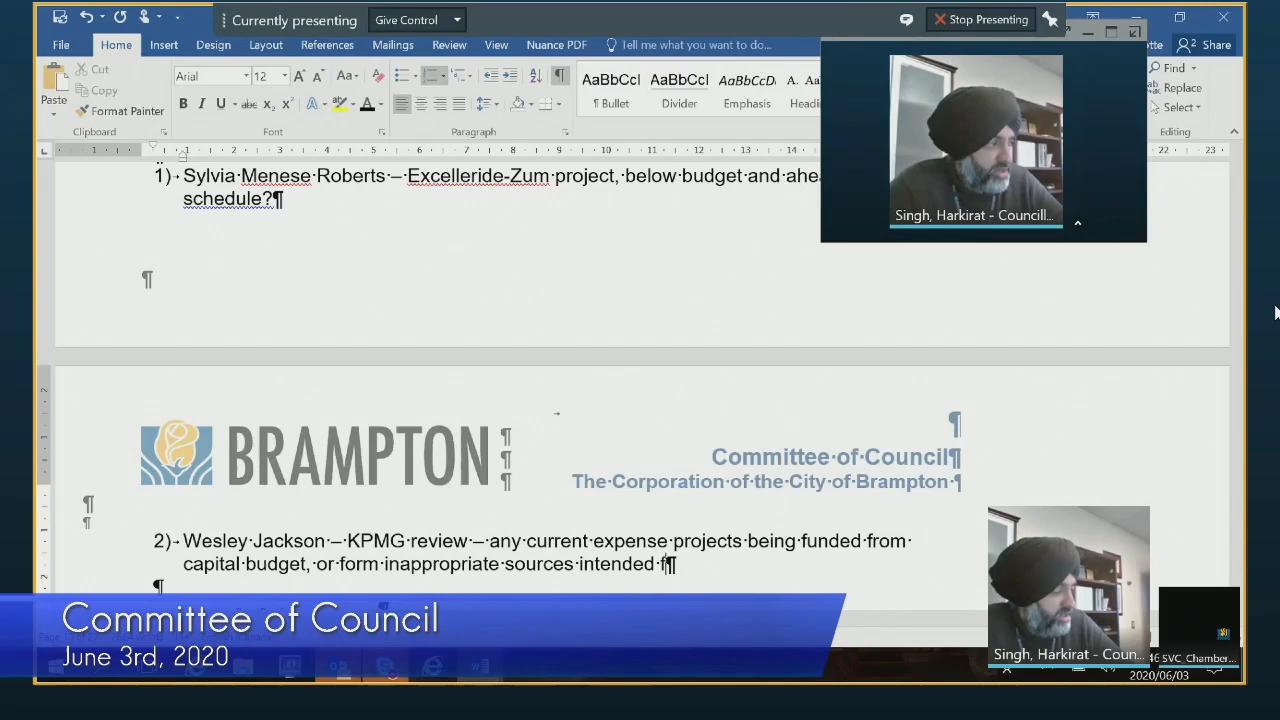 Currently presenting
Give Control
Stop Presenting
File
Home
Insert
Design
Layout
References
Mailings
Review
View
Nuance PDF
Tell me what you want to do...
Share
Paste
Cut
Copy
Format Painter
Clipboard
Arial
12
Font
Paragraph
AaBbCcI
AaBbCcI
AaBbCcD
¶ Bullet
Divider
Emphasis
Find
Replace
Select
Editing
1) Sylvia Menese Roberts – Excelleride-Zum project, below budget and
schedule?¶
Singh, Harkirat - Councill...
BRAMPTON
Committee of Council¶
The Corporation of the City of Brampton ¶
2) Wesley Jackson – KPMG review – any current expense projects being funded from
capital budget, or form inappropriate sources intended f¶
Committee of Council
June 3rd, 2020
Singh, Harkirat - Coun...
SVC_Chamber...
2020/06/03